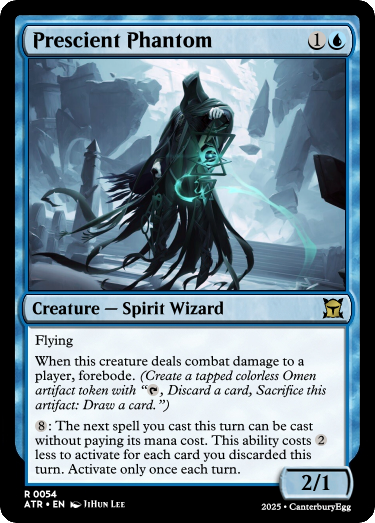 Prescient Phantom 1
Creature — Spirit Wizard
Flying
When this creature deals combat damage to a
player, forebode. (Create a tapped colorless Omen
artifact token with “, Discard a card, Sacrifice this
artifact: Draw a card.”)
8: The next spell you cast this turn can be cast
without paying its mana cost. This ability costs 2
less to activate for each card you discarded this
turn. Activate only once each turn.
2/1
R 0054
ATR • EN JiHun Lee
2025 • CanterburyEgg